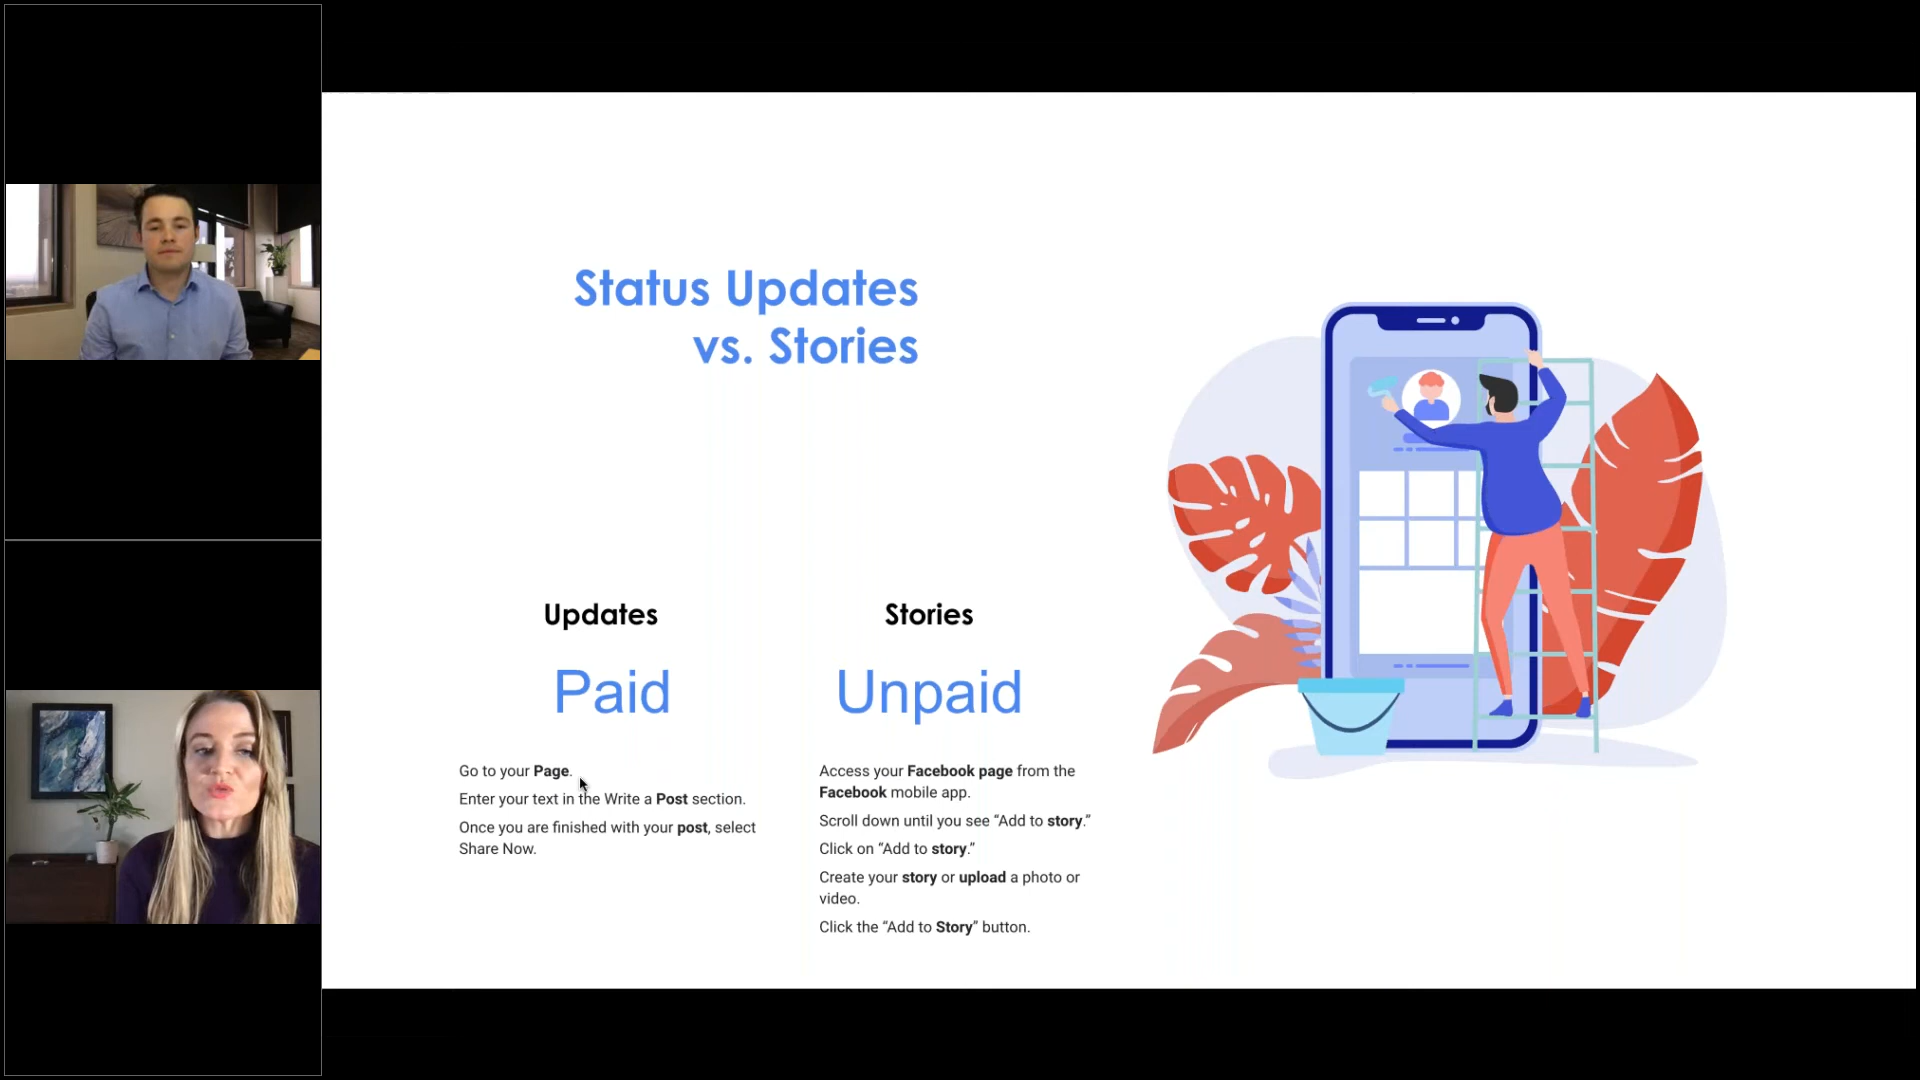 Status Updates
vs. Stories
Updates
Paid
Go to your Page.
Enter your text in the Write a Post section.
Once you are finished with your post, select
Share Now.
Stories
Unpaid
Access your Facebook page from the
Facebook mobile app.
Scroll down until you see “Add to story.”
Click on “Add to story.”
Create your story or upload a photo or
video.
Click the “Add to Story” button.